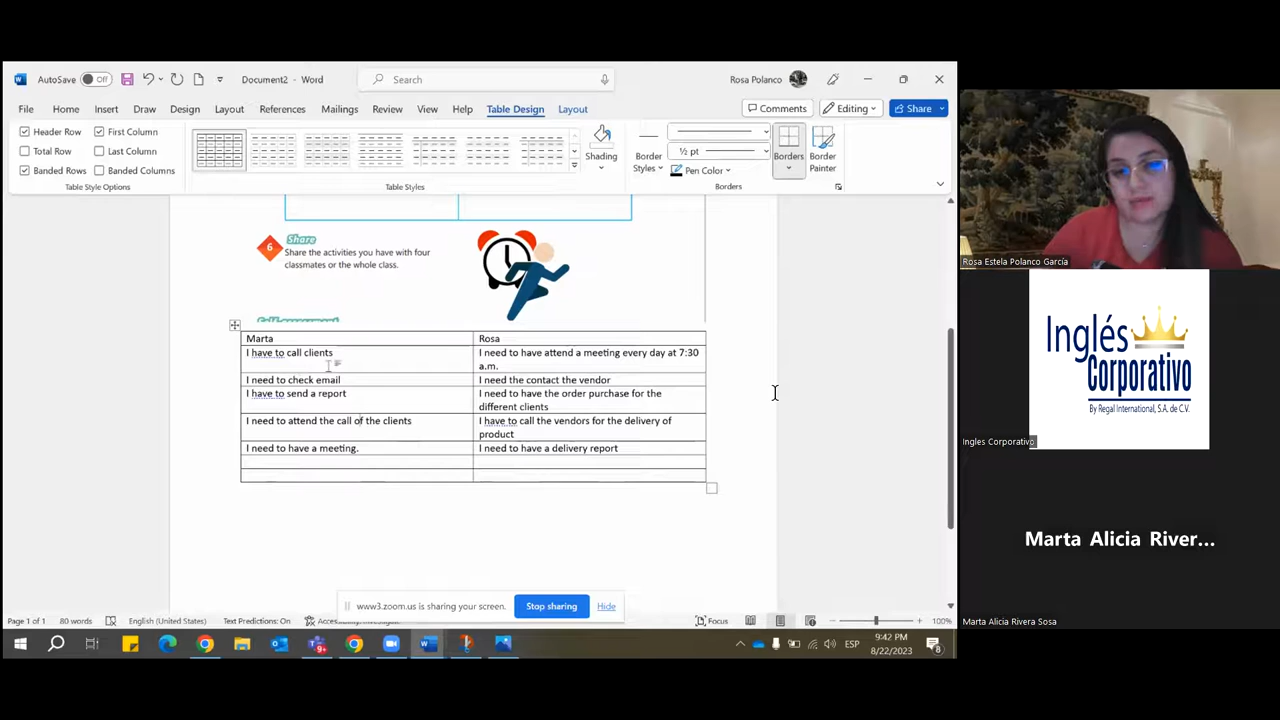 AutoSave Off Document2 - Word Search Rosa Polanco
File Home Insert Draw Design Layout References Mailings Review View Help Table Design Layout Comments Editing Share
Header Row First Column
Total Row Last Column
Banded Rows Banded Columns
Table Style Options
Table Styles
Shading
Border Styles
½ pt
Pen Color
Borders
Border Painter
Borders
6 Share
Share the activities you have with four
classmates or the whole class.
Self-assessment
Marta Rosa
I have to call clients I need to have attend a meeting every day at 7:30
a.m.
I need to check email I need the contact the vendor
I have to send a report I need to have the order purchase for the
different clients
I need to attend the call of the clients I have to call the vendors for the delivery of
product
I need to have a meeting. I need to have a delivery report
www3.zoom.us is sharing your screen. Stop sharing Hide
Page 1 of 1 80 words English (United States) Text Predictions: On Accessibility: Focus 100%
ESP
9:42 PM
8/22/2023
8
Rosa Estela Polanco García
Inglés
Corporativo
By Regal International, S.A. de C.V.
Ingles Corporativo
Marta Alicia River...
Marta Alicia Rivera Sosa